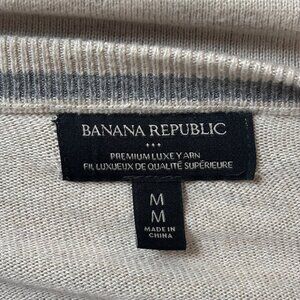 BANANA REPUBLIC
PREMIUM LUXE YARN
FIL LUXUEUX DE QUALITÉ SUPÉRIEURE
M
M
MADE IN
CHINA